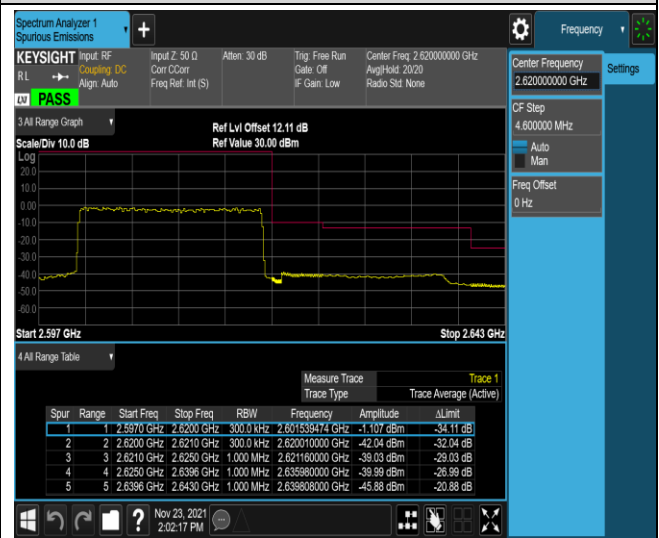 Spectrum Analyzer 1
Spurious Emissions
+
Frequency
KEYSIGHT Input: RF Input Z: 50 Ω Atten: 30 dB Trig: Free Run Center Freq: 2.620000000 GHz
RL Coupling: DC Corr CCorr Gate: Off Avg|Hold: 20/20
Align: Auto Freq Ref: Int (S) IF Gain: Low Radio Std: None
LXI PASS
Center Frequency
2.620000000 GHz
Settings
CF Step
4.600000 MHz
Auto
Man
Freq Offset
0 Hz
3 All Range Graph
Ref Lvl Offset 12.11 dB
Scale/Div 10.0 dB Ref Value 30.00 dBm
Log
20.0
10.0
0.00
-10.0
-20.0
-30.0
-40.0
-50.0
-60.0
Start 2.597 GHz Stop 2.643 GHz
4 All Range Table
Measure Trace Trace 1
Trace Type Trace Average (Active)
Spur Range Start Freq Stop Freq RBW Frequency Amplitude ΔLimit
1 1 2.5970 GHz 2.6200 GHz 300.0 kHz 2.601539474 GHz -1.107 dBm -34.11 dB
2 2 2.6200 GHz 2.6210 GHz 300.0 kHz 2.620010000 GHz -42.04 dBm -32.04 dB
3 3 2.6210 GHz 2.6250 GHz 1.000 MHz 2.621160000 GHz -39.03 dBm -29.03 dB
4 4 2.6250 GHz 2.6396 GHz 1.000 MHz 2.635980000 GHz -39.99 dBm -26.99 dB
5 5 2.6396 GHz 2.6430 GHz 1.000 MHz 2.639808000 GHz -45.88 dBm -20.88 dB
? Nov 23, 2021
2:02:17 PM